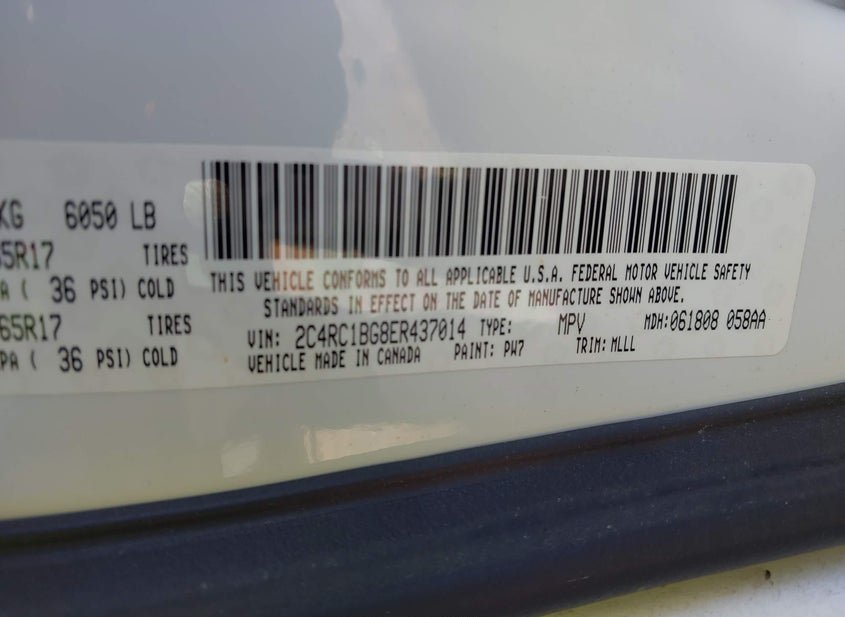 KG 6050 LB
65R17 TIRES
PA ( 36 PSI) COLD
65R17 TIRES
PA ( 36 PSI) COLD
THIS VEHICLE CONFORMS TO ALL APPLICABLE U.S.A. FEDERAL MOTOR VEHICLE SAFETY
STANDARDS IN EFFECT ON THE DATE OF MANUFACTURE SHOWN ABOVE.
VIN: 2C4RC1BG8ER437014 TYPE: MPV MDH:061808 058AA
VEHICLE MADE IN CANADA PAINT: PW7 TRIM: MLLL